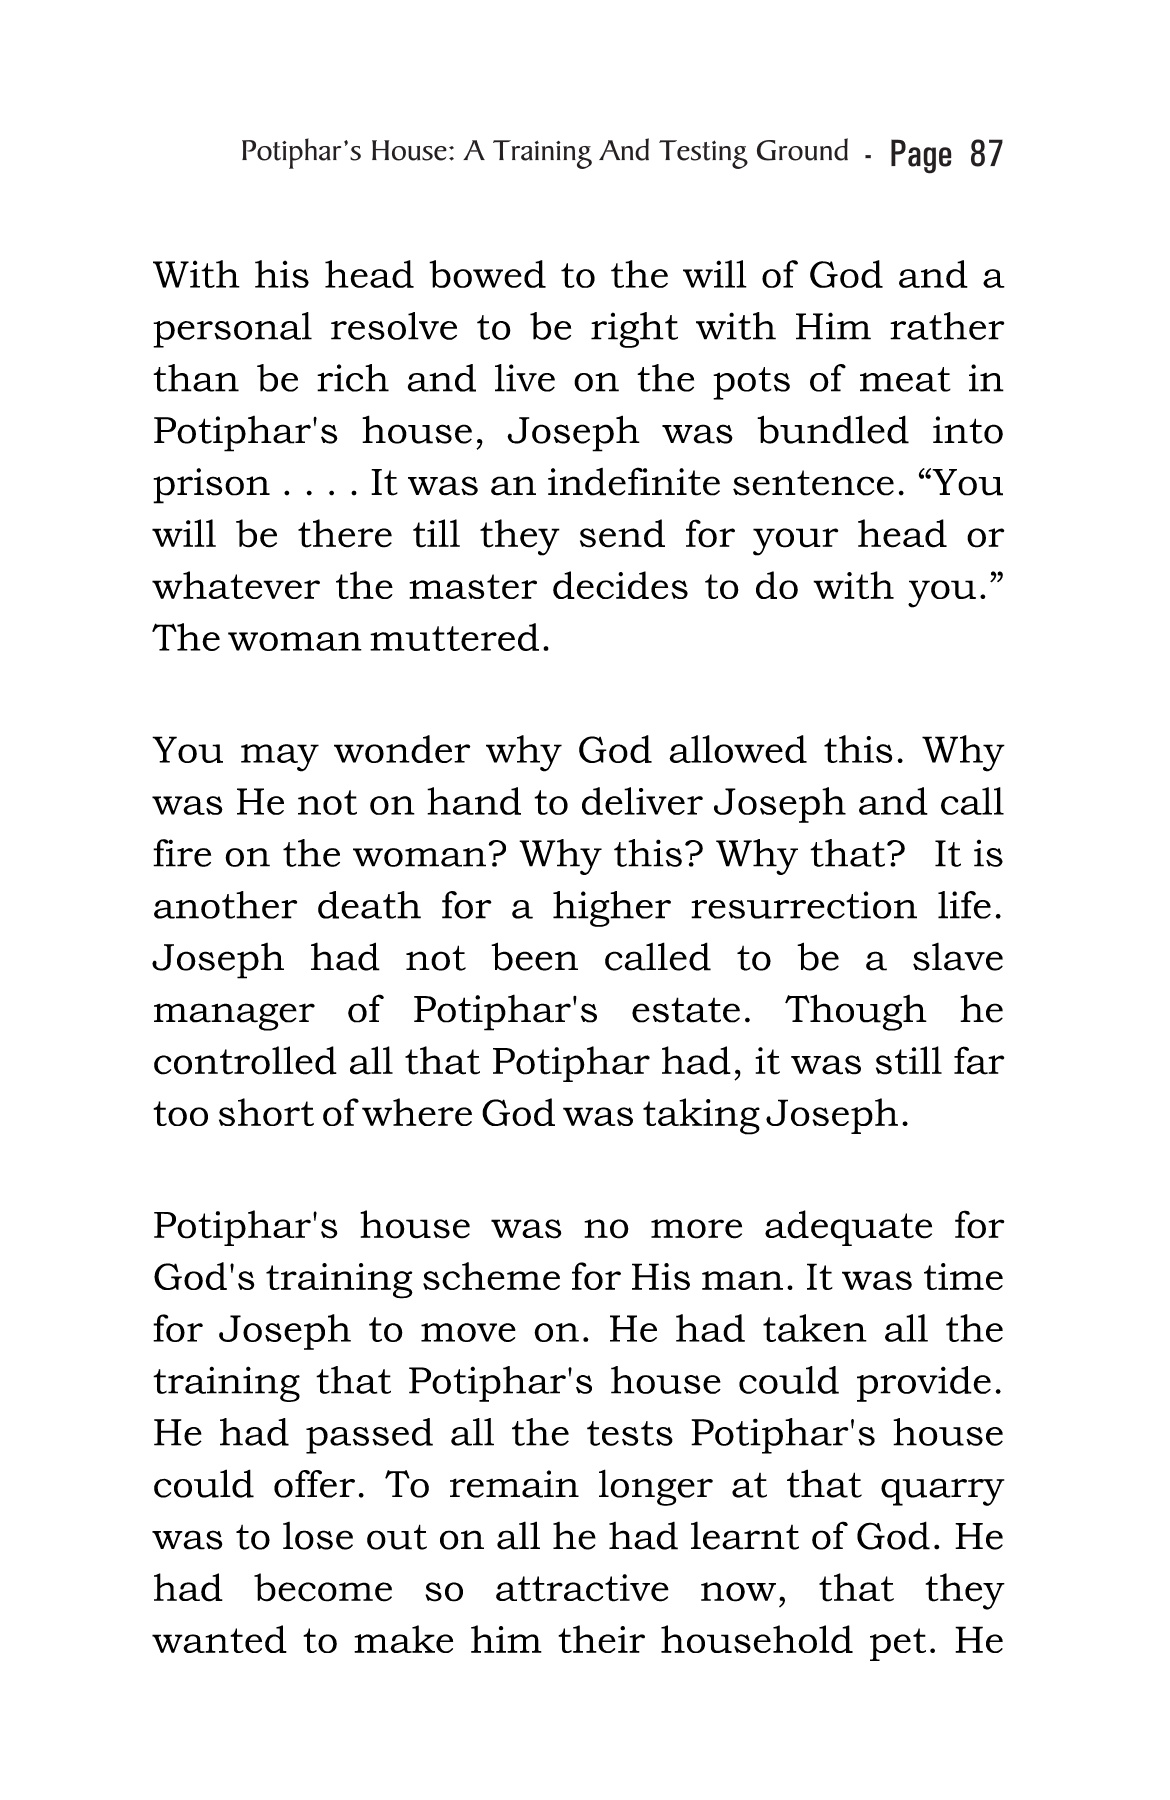 Potiphar’s House: A Training And Testing Ground - Page 87
With his head bowed to the will of God and a
personal resolve to be right with Him rather
than be rich and live on the pots of meat in
Potiphar's house, Joseph was bundled into
prison . . . . It was an indefinite sentence. “You
will be there till they send for your head or
whatever the master decides to do with you.”
The woman muttered.
You may wonder why God allowed this. Why
was He not on hand to deliver Joseph and call
fire on the woman? Why this? Why that? It is
another death for a higher resurrection life.
Joseph had not been called to be a slave
manager of Potiphar's estate. Though he
controlled all that Potiphar had, it was still far
too short of where God was taking Joseph.
Potiphar's house was no more adequate for
God's training scheme for His man. It was time
for Joseph to move on. He had taken all the
training that Potiphar's house could provide.
He had passed all the tests Potiphar's house
could offer. To remain longer at that quarry
was to lose out on all he had learnt of God. He
had become so attractive now, that they
wanted to make him their household pet. He